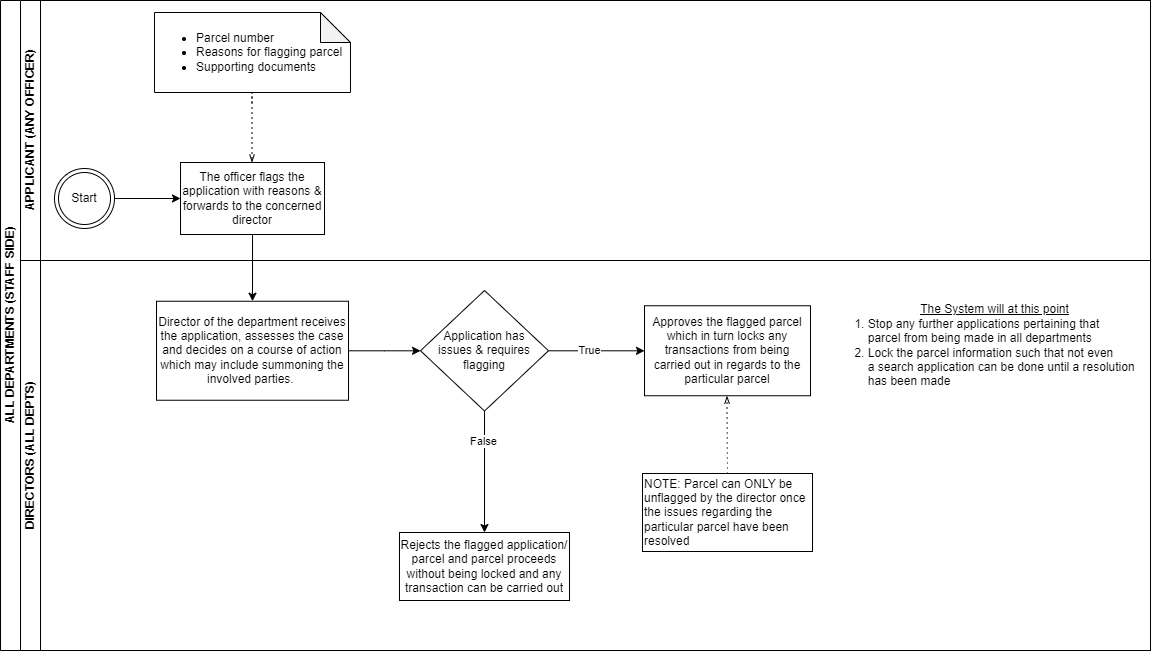 ALL DEPARTMENTS (STAFF SIDE)
APPLICANT (ANY OFFICER)
• Parcel number
• Reasons for flagging parcel
• Supporting documents
Start
The officer flags the
application with reasons &
forwards to the concerned
director
DIRECTORS (ALL DEPTS)
Director of the department receives
the application, assesses the case
and decides on a course of action
which may include summoning the
involved parties.
Application has
issues & requires
flagging
True
Approves the flagged parcel
which in turn locks any
transactions from being
carried out in regards to the
particular parcel
The System will at this point
1. Stop any further applications pertaining that
parcel from being made in all departments
2. Lock the parcel information such that not even
a search application can be done until a resolution
has been made
False
NOTE: Parcel can ONLY be
unflagged by the director once
the issues regarding the
particular parcel have been
resolved
Rejects the flagged application/
parcel and parcel proceeds
without being locked and any
transaction can be carried out